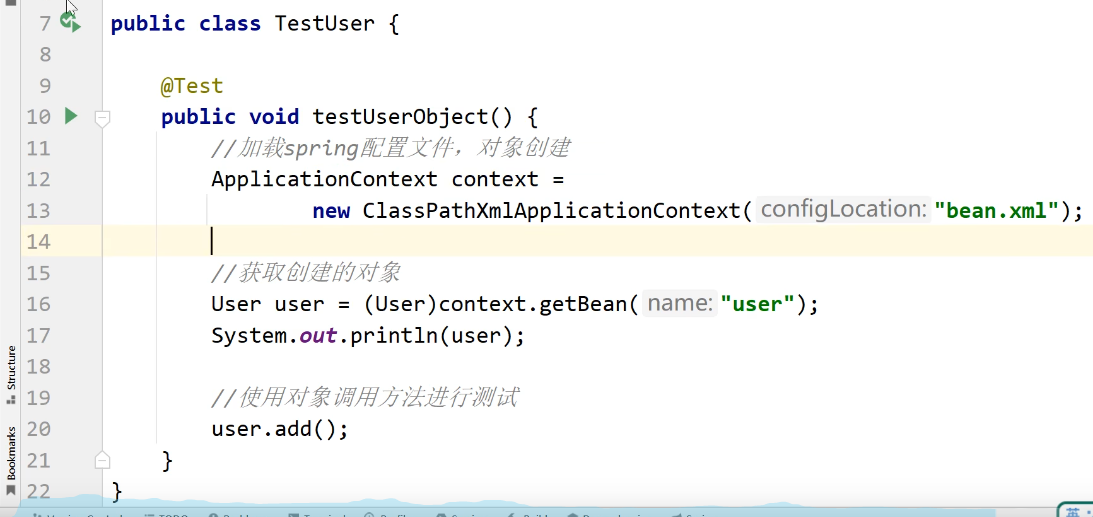 7 public class TestUser {
8
9 @Test
10 public void testUserObject() {
11 //加载spring配置文件，对象创建
12 ApplicationContext context =
13 new ClassPathXmlApplicationContext( configLocation: "bean.xml");
14
15 //获取创建的对象
16 User user = (User)context.getBean( name: "user");
17 System.out.println(user);
18
19 //使用对象调用方法进行测试
20 user.add();
21 }
22 }
Structure
Bookmarks
英